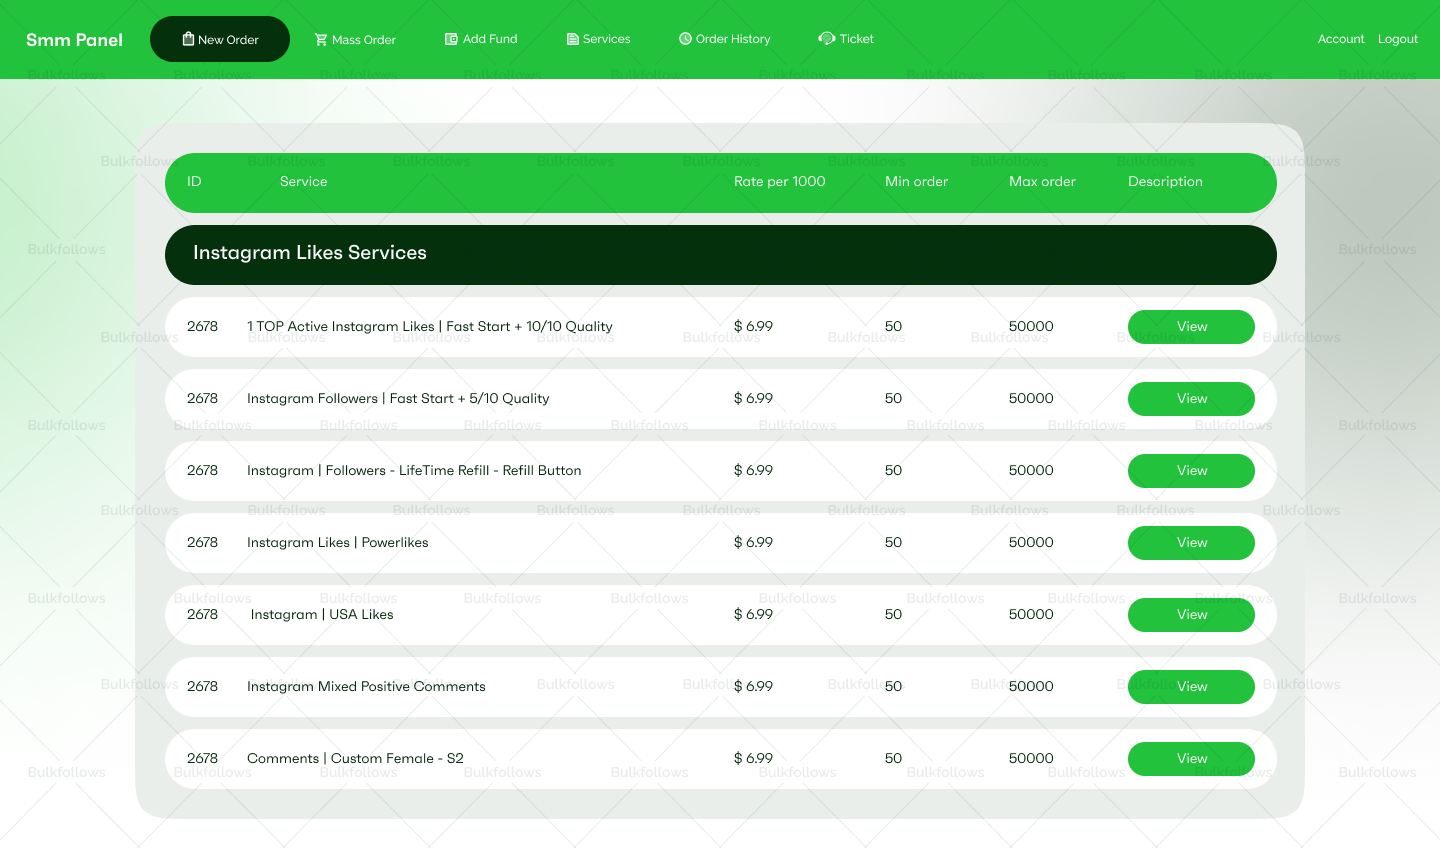 Smm Panel New Order Mass Order Add Fund Services Order History Ticket Account Logout
ID Service Rate per 1000 Min order Max order Description
Instagram Likes Services
2678 1 TOP Active Instagram Likes | Fast Start + 10/10 Quality $ 6.99 50 50000 View
2678 Instagram Followers | Fast Start + 5/10 Quality $ 6.99 50 50000 View
2678 Instagram | Followers - LifeTime Refill - Refill Button $ 6.99 50 50000 View
2678 Instagram Likes | Powerlikes $ 6.99 50 50000 View
2678 Instagram | USA Likes $ 6.99 50 50000 View
2678 Instagram Mixed Positive Comments $ 6.99 50 50000 View
2678 Comments | Custom Female - S2 $ 6.99 50 50000 View
Bulkfollows